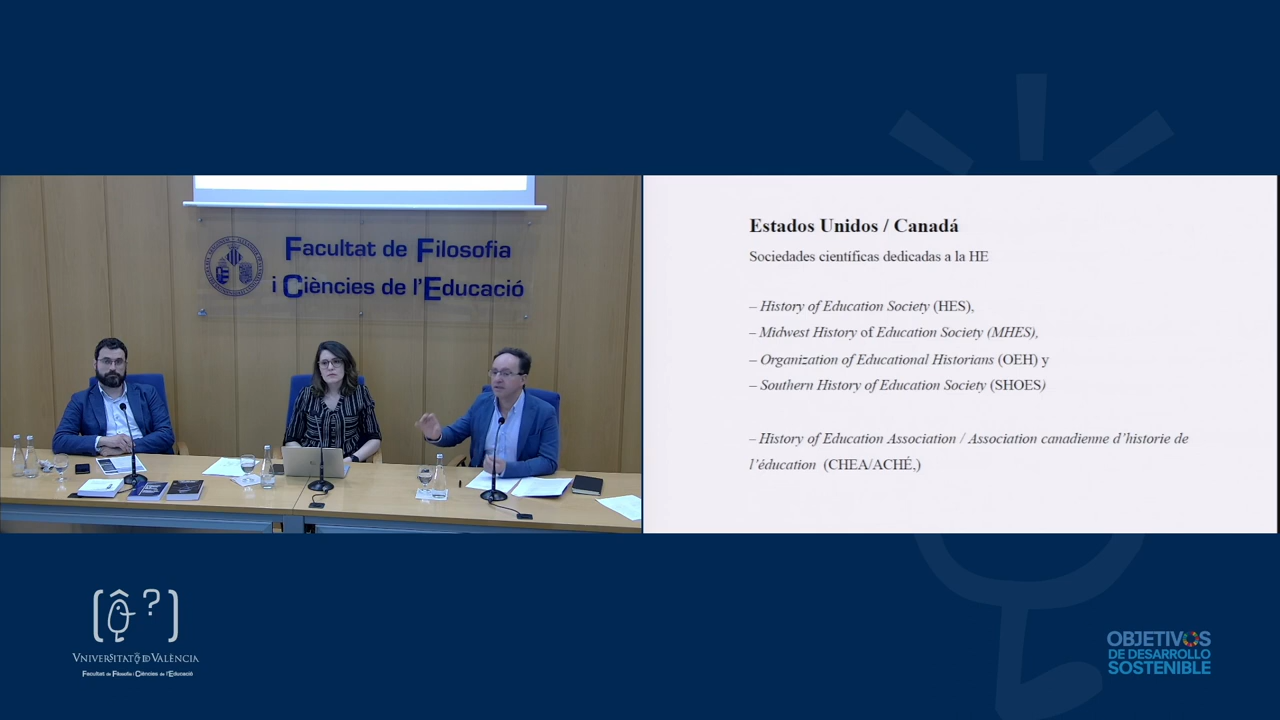 Facultat de Filosofia
i Ciències de l'Educació
Estados Unidos / Canadá
Sociedades científicas dedicadas a la HE
– History of Education Society (HES),
– Midwest History of Education Society (MHES),
– Organization of Educational Historians (OEH) y
– Southern History of Education Society (SHOES)
– History of Education Association / Association canadienne d'historie de
l'éducation (CHEA/ACHÉ,)
[ ? ]
VNIVERSITAT ID VALÈNCIA
Facultat de Filosofia i Ciències de l'Educació
OBJETIVOS
DE DESARROLLO
SOSTENIBLE